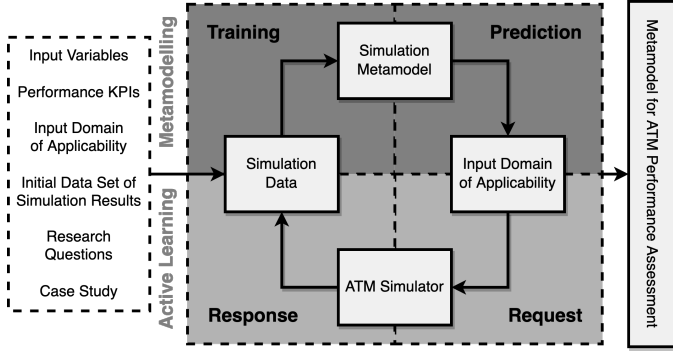 Input Variables
Performance KPIs
Input Domain
of Applicability
Initial Data Set of
Simulation Results
Research
Questions
Case Study
Metamodelling
Active Learning
Training
Prediction
Simulation
Metamodel
Simulation
Data
Input Domain
of Applicability
ATM Simulator
Response
Request
Metamodel for ATM Performance Assessment